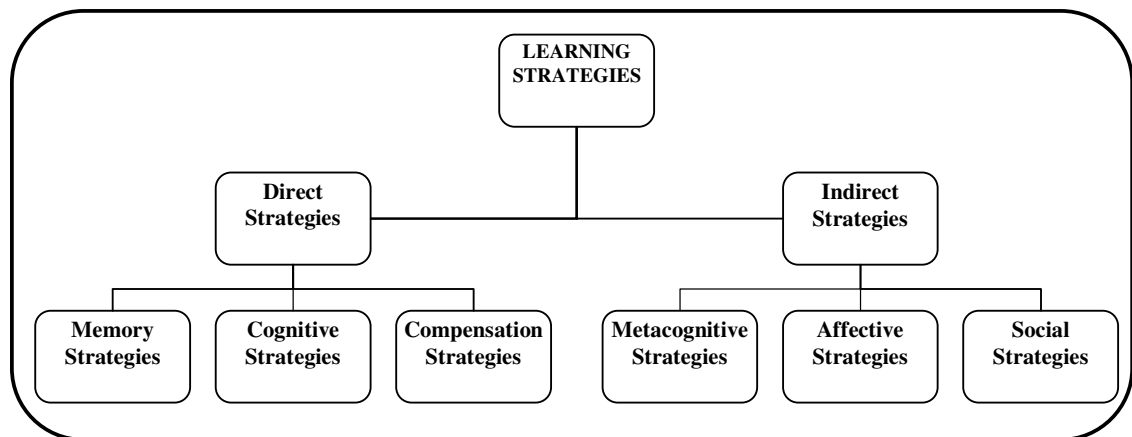 LEARNING
STRATEGIES
Direct
Strategies
Indirect
Strategies
Memory
Strategies
Cognitive
Strategies
Compensation
Strategies
Metacognitive
Strategies
Affective
Strategies
Social
Strategies